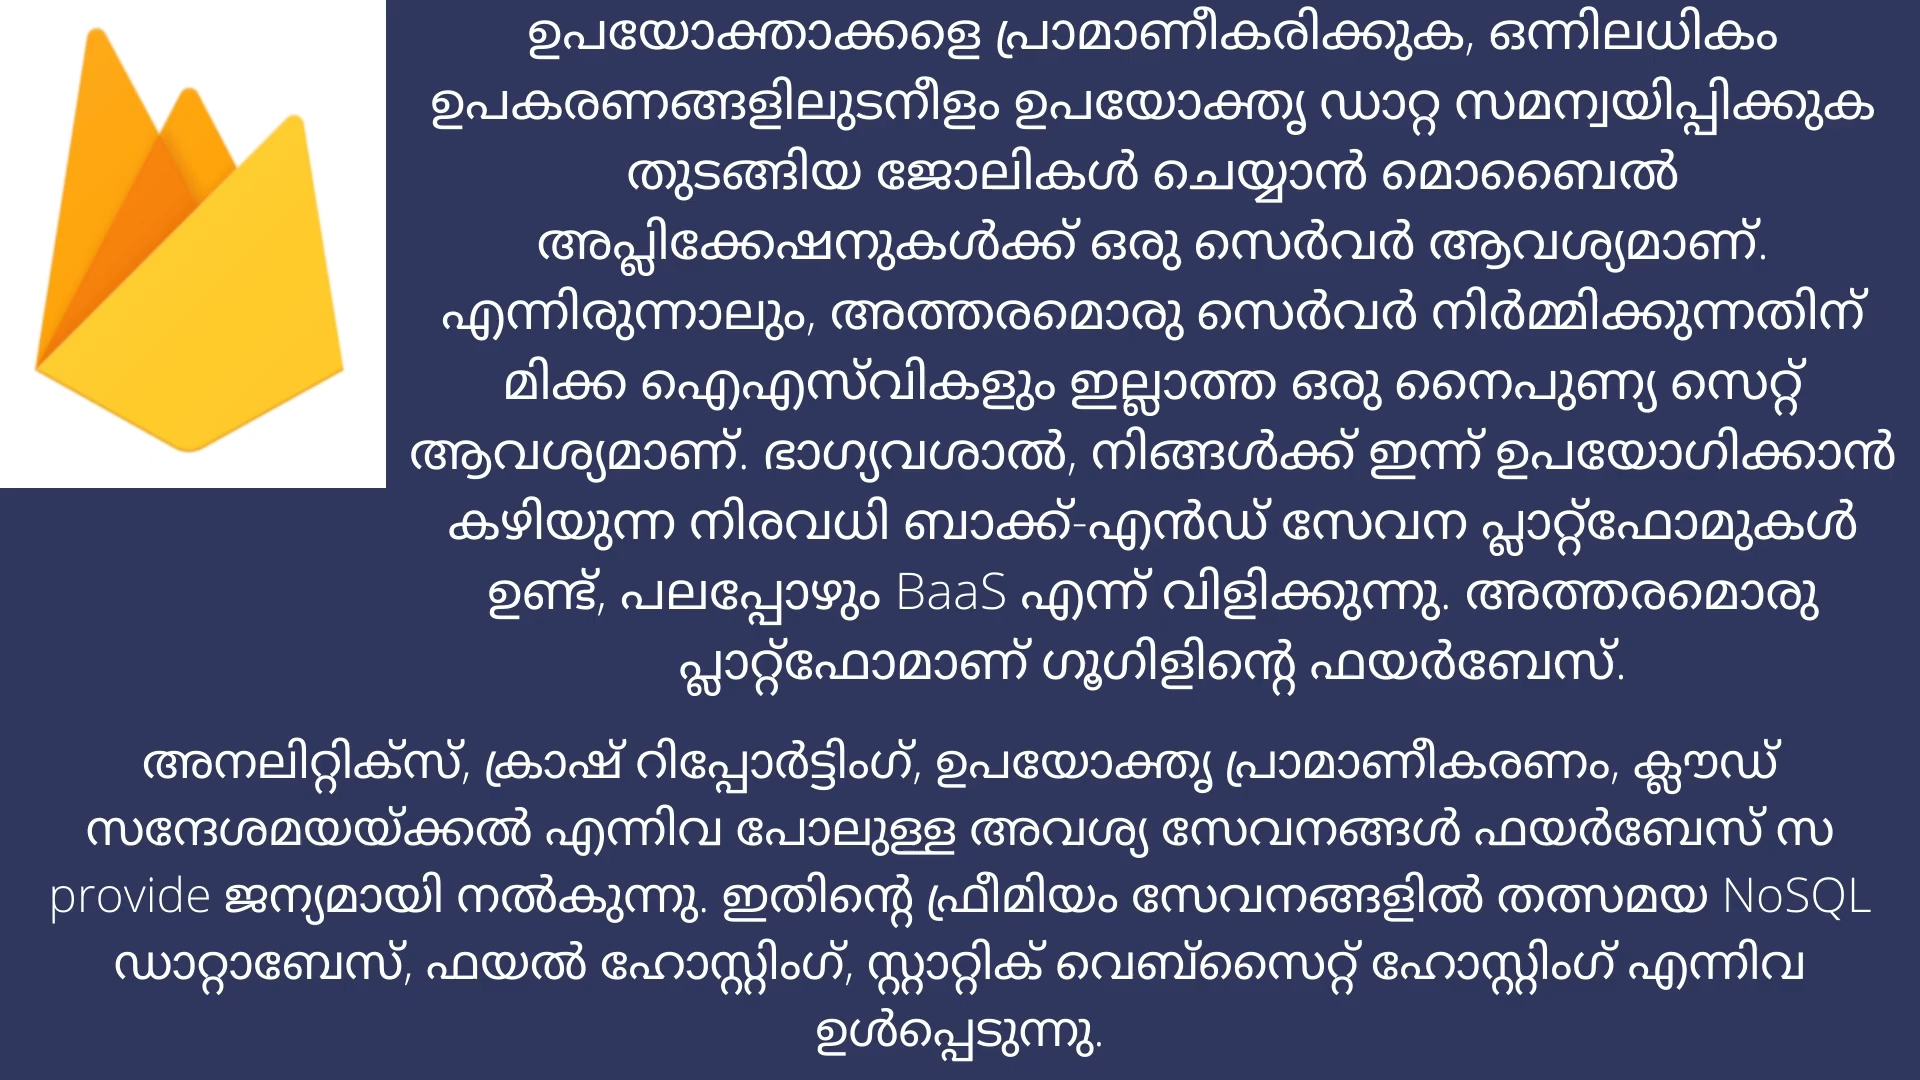 ഉപയോക്താക്കളെ പ്രാമാണീകരിക്കുക, ഒന്നിലധികം
ഉപകരണങ്ങളിലുടനീളം ഉപയോക്തൃ ഡാറ്റ സമന്വയിപ്പിക്കുക
തുടങ്ങിയ ജോലികൾ ചെയ്യാൻ മൊബൈൽ
അപ്ലിക്കേഷനുകൾക്ക് ഒരു സെർവർ ആവശ്യമാണ്.
എന്നിരുന്നാലും, അത്തരമൊരു സെർവർ നിർമ്മിക്കുന്നതിന്
മിക്ക ഐഎസ്‌വികളും ഇല്ലാത്ത ഒരു നൈപുണ്യ സെറ്റ്
ആവശ്യമാണ്. ഭാഗ്യവശാൽ, നിങ്ങൾക്ക് ഇന്ന് ഉപയോഗിക്കാൻ
കഴിയുന്ന നിരവധി ബാക്ക്-എൻഡ് സേവന പ്ലാറ്റ്ഫോമുകൾ
ഉണ്ട്, പലപ്പോഴും BaaS എന്ന് വിളിക്കുന്നു. അത്തരമൊരു
പ്ലാറ്റ്ഫോമാണ് ഗൂഗിളിന്റെ ഫയർബേസ്.
അനലിറ്റിക്സ്, ക്രാഷ് റിപ്പോർട്ടിംഗ്, ഉപയോക്തൃ പ്രാമാണീകരണം, ക്ലൗഡ്
സന്ദേശമയയ്ക്കൽ എന്നിവ പോലുള്ള അവശ്യ സേവനങ്ങൾ ഫയർബേസ് സ
provide ജന്യമായി നൽകുന്നു. ഇതിന്റെ ഫ്രീമിയം സേവനങ്ങളിൽ തത്സമയ NoSQL
ഡാറ്റാബേസ്, ഫയൽ ഹോസ്റ്റിംഗ്, സ്റ്റാറ്റിക് വെബ്സൈറ്റ് ഹോസ്റ്റിംഗ് എന്നിവ
ഉൾപ്പെടുന്നു.